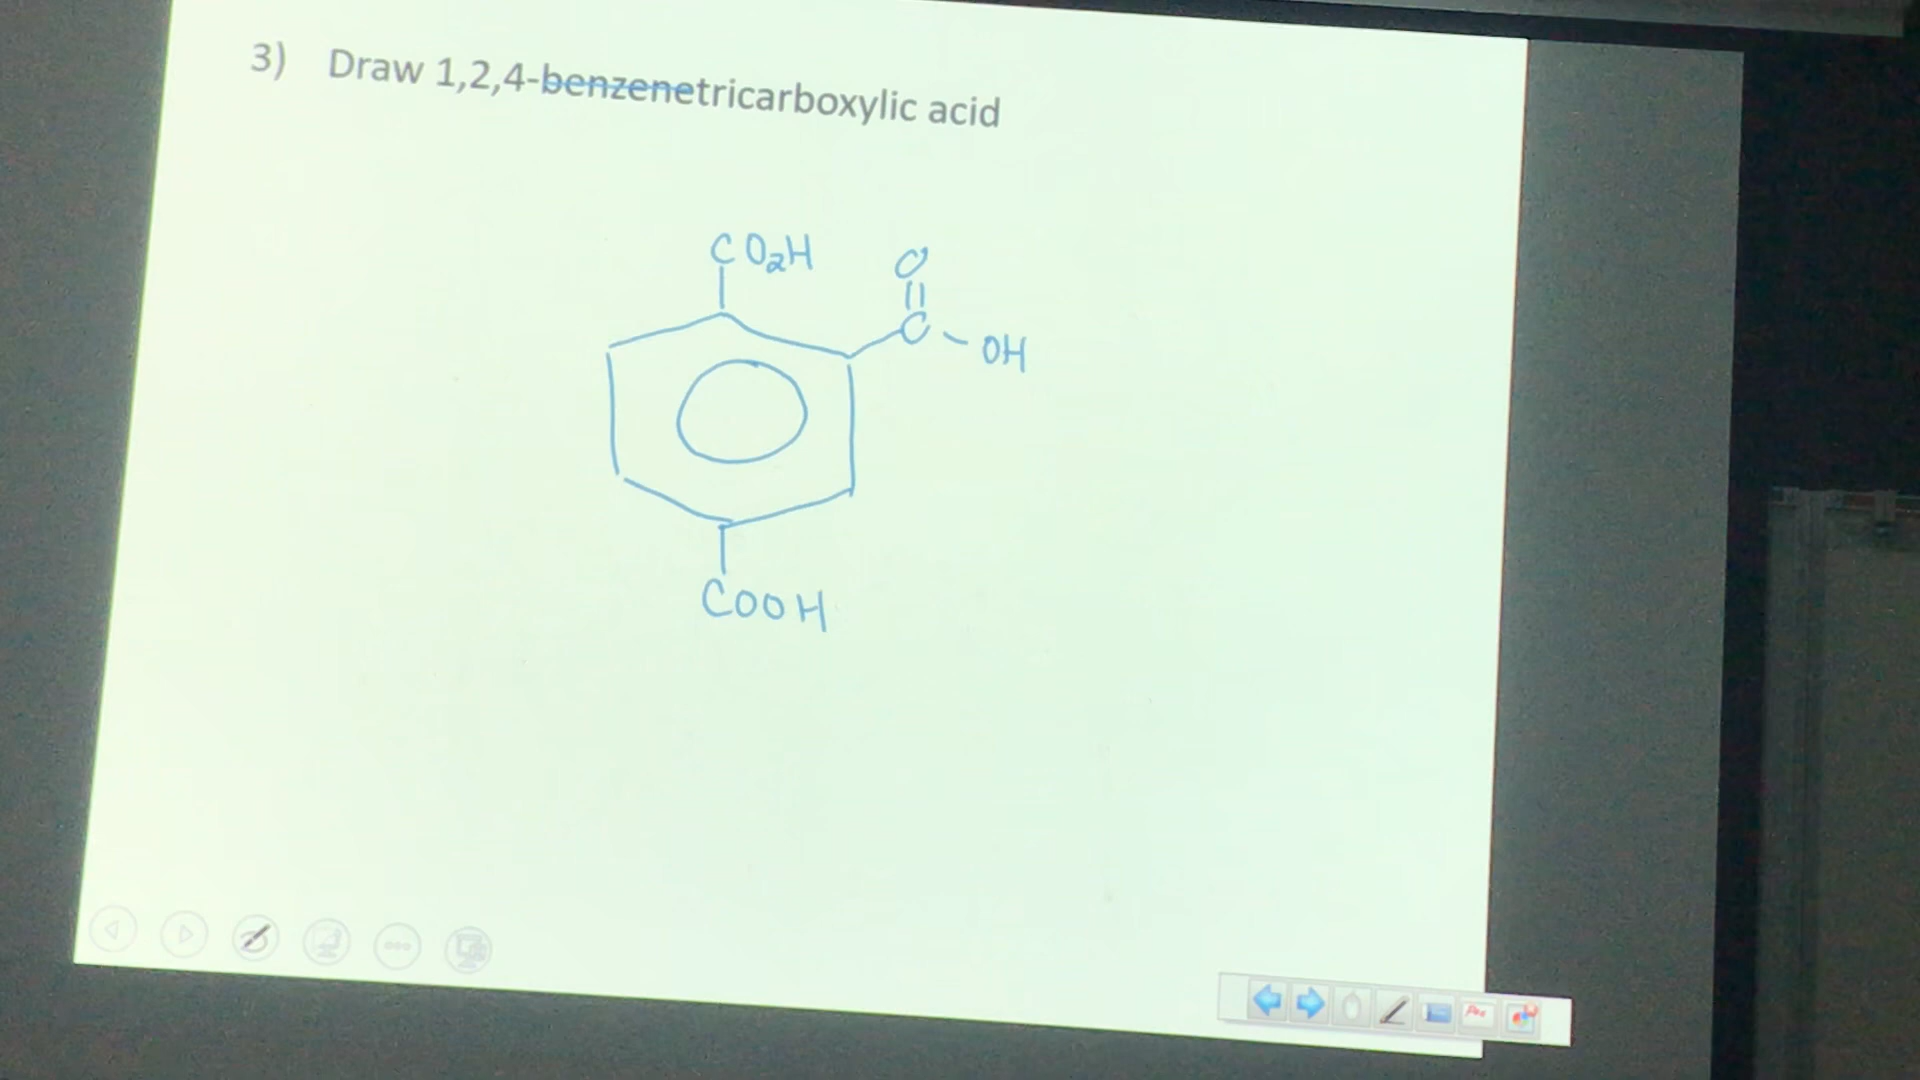 3) Draw 1,2,4-benzenetricarboxylic acid
CO₂H
O
C
OH
COOH